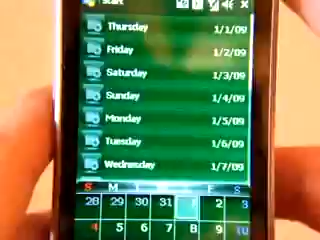 Start
Thursday 1/1/09
Friday 1/2/09
Saturday 1/3/09
Sunday 1/4/09
Monday 1/5/09
Tuesday 1/6/09
Wednesday 1/7/09
S M F S
28 29 30 31 1 2 3
4 5 6 7 8 9 10